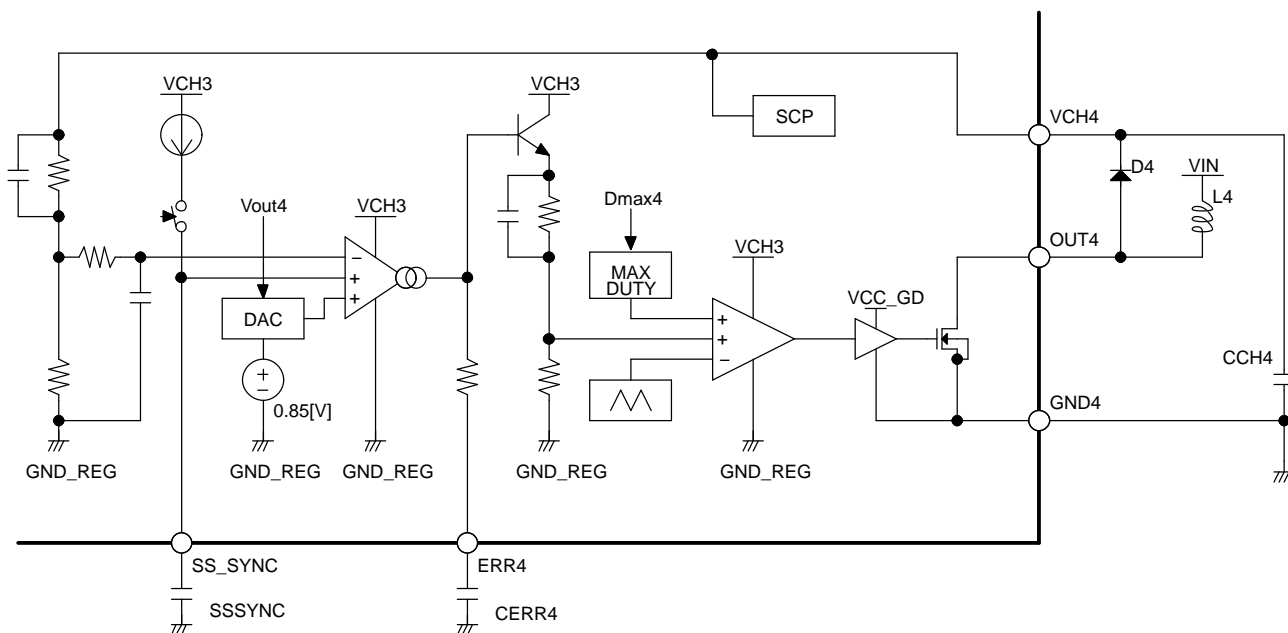 VCH3
VCH3
SCP
VCH4
D4
VIN
L4
Vout4
VCH3
Dmax4
VCH3
OUT4
−
+
+
MAX
DUTY
VCC_GD
DAC
+
+
−
+
−
0.85[V]
CCH4
GND4
GND_REG
GND_REG
GND_REG
GND_REG
GND_REG
SS_SYNC
ERR4
SSSYNC
CERR4